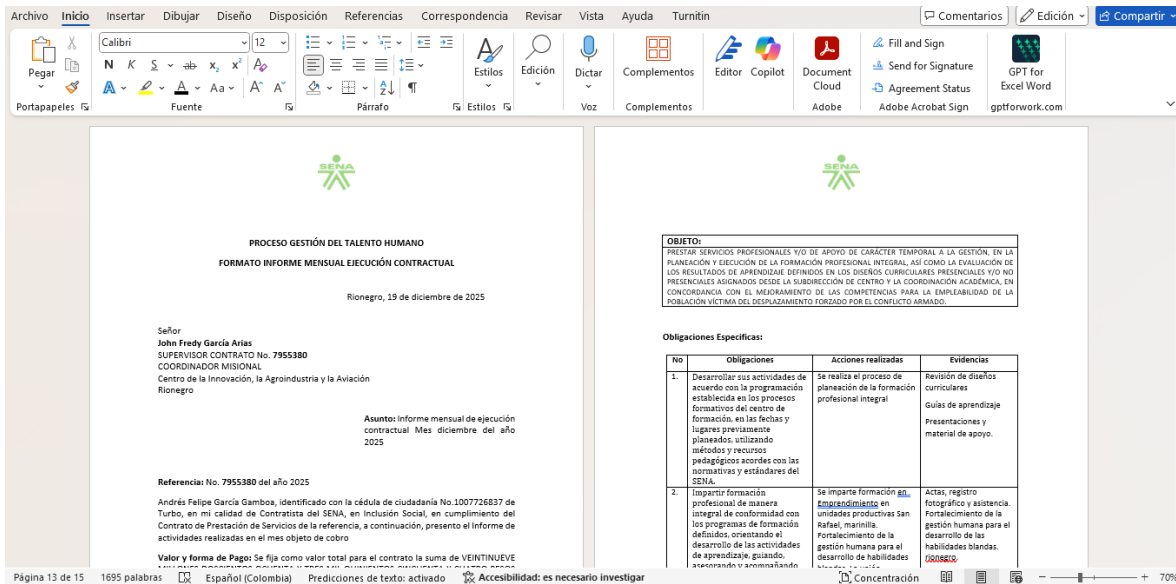 Archivo Inicio Insertar Dibujar Diseño Disposición Referencias Correspondencia Revisar Vista Ayuda Turnitin
Comentarios Edición Compartir
Pegar
Portapapeles
Calibri 12
N K S ab x₂ x² A
A A Aa A A
Fuente
Párrafo
Estilos
Estilos
Edición
Dictar
Voz
Complementos
Complementos
Editor Copilot
Document
Cloud
Adobe
Fill and Sign
Send for Signature
Agreement Status
Adobe Acrobat Sign
GPT for
Excel Word
gptforwork.com
SENA
PROCESO GESTIÓN DEL TALENTO HUMANO
FORMATO INFORME MENSUAL EJECUCIÓN CONTRACTUAL
Rionegro, 19 de diciembre de 2025
Señor
John Fredy García Arias
SUPERVISOR CONTRATO No. 7955380
COORDINADOR MISIONAL
Centro de la Innovación, la Agroindustria y la Aviación
Rionegro
Asunto: Informe mensual de ejecución
contractual Mes diciembre del año
2025
Referencia: No. 7955380 del año 2025
Andrés Felipe García Gamboa, identificado con la cédula de ciudadanía No.1007726837 de
Turbo, en mi calidad de Contratista del SENA, en Inclusión Social, en cumplimiento del
Contrato de Prestación de Servicios de la referencia, a continuación, presento el Informe de
actividades realizadas en el mes objeto de cobro
Valor y forma de Pago: Se fija como valor total para el contrato la suma de VEINTINUEVE
MILLONES DOSCIENTOS OCHENTA Y TRES MIL QUINIENTOS CINCUENTA Y CUATRO PESOS
SENA
OBJETO:
PRESTAR SERVICIOS PROFESIONALES Y/O DE APOYO DE CARÁCTER TEMPORAL A LA GESTIÓN, EN LA
PLANEACIÓN Y EJECUCIÓN DE LA FORMACIÓN PROFESIONAL INTEGRAL, ASÍ COMO LA EVALUACIÓN DE
LOS RESULTADOS DE APRENDIZAJE DEFINIDOS EN LOS DISEÑOS CURRICULARES PRESENCIALES Y/O NO
PRESENCIALES ASIGNADOS DESDE LA SUBDIRECCIÓN DE CENTRO Y LA COORDINACIÓN ACADÉMICA, EN
CONCORDANCIA CON EL MEJORAMIENTO DE LAS COMPETENCIAS PARA LA EMPLEABILIDAD DE LA
POBLACIÓN VÍCTIMA DEL DESPLAZAMIENTO FORZADO POR EL CONFLICTO ARMADO.
Obligaciones Especificas:
No Obligaciones Acciones realizadas Evidencias
1.
Desarrollar sus actividades de
acuerdo con la programación
establecida en los procesos
formativos del centro de
formación, en las fechas y
lugares previamente
planeados, utilizando
métodos y recursos
pedagógicos acordes con las
normativas y estándares del
SENA.
Se realiza el proceso de
planeación de la formación
profesional integral
Revisión de diseños
curriculares
Guías de aprendizaje
Presentaciones y
material de apoyo.
2.
Impartir formación
profesional de manera
integral de conformidad con
los programas de formación
definidos, orientando el
desarrollo de las actividades
de aprendizaje, guiando,
asesorando y acompañando
Se imparte formación en
Emprendimiento en
unidades productivas San
Rafael, marinilla.
Fortalecimiento de la
gestión humana para el
desarrollo de habilidades
Actas, registro
fotográfico y asistencia.
Fortalecimiento de la
gestión humana para el
desarrollo de las
habilidades blandas.
rionegro.
Página 13 de 15 1695 palabras Español (Colombia) Predicciones de texto: activado Accesibilidad: es necesario investigar Concentración 70%